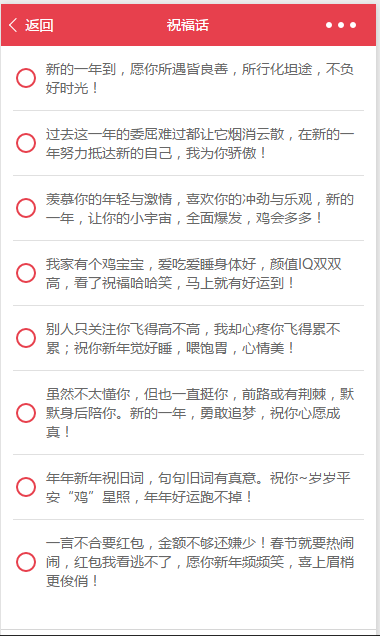 返回
祝福话
新的一年到，愿你所遇皆良善，所行化坦途，不负
好时光！
过去这一年的委屈难过都让它烟消云散，在新的一
年努力抵达新的自己，我为你骄傲！
羡慕你的年轻与激情，喜欢你的冲劲与乐观，新的
一年，让你的小宇宙，全面爆发，鸡会多多！
我家有个鸡宝宝，爱吃爱睡身体好，颜值IQ双双
高，看了祝福哈哈笑，马上就有好运到！
别人只关注你飞得高不高，我却心疼你飞得累不
累；祝你新年觉好睡，喂饱胃，心情美！
虽然不太懂你，但也一直挺你，前路或有荆棘，默
默身后陪你。新的一年，勇敢追梦，祝你心愿成
真！
年年新年祝旧词，句句旧词有真意。祝你~岁岁平
安“鸡”星照，年年好运跑不掉！
一言不合要红包，金额不够还嫌少！春节就要热闹
闹，红包我看逃不了，愿你新年频频笑，喜上眉梢
更俊俏！